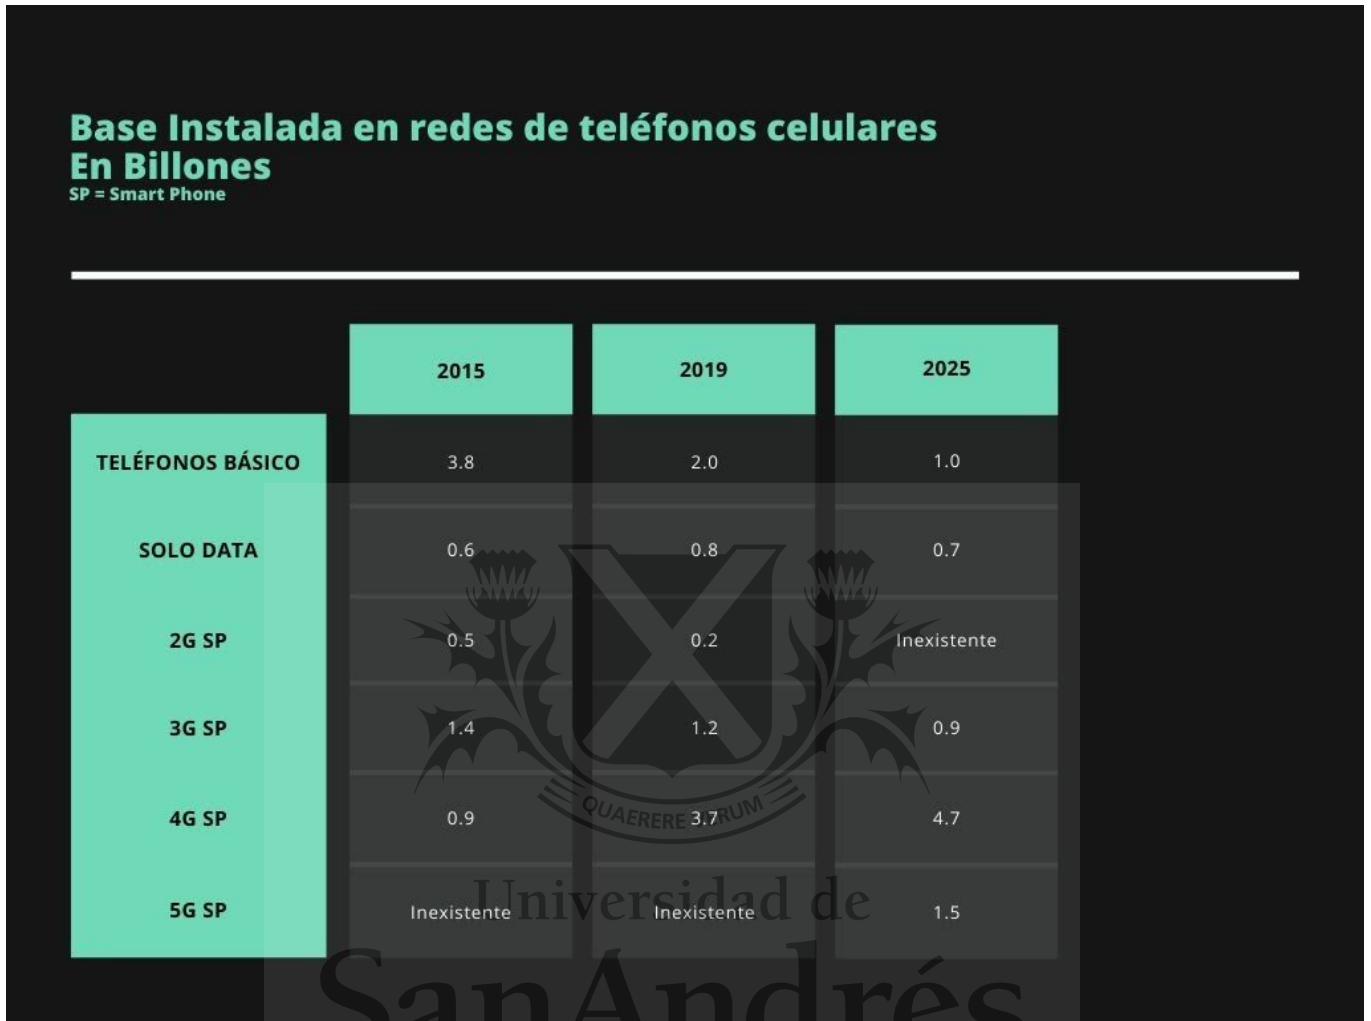 Base Instalada en redes de teléfonos celulares
En Billones
SP = Smart Phone
2015 2019 2025
TELÉFONOS BÁSICO 3.8 2.0 1.0
SOLO DATA 0.6 0.8 0.7
2G SP 0.5 0.2 Inexistente
3G SP 1.4 1.2 0.9
4G SP 0.9 3.7 4.7
5G SP Inexistente Inexistente 1.5
QUAERERE
Universidad de
SanAndrés